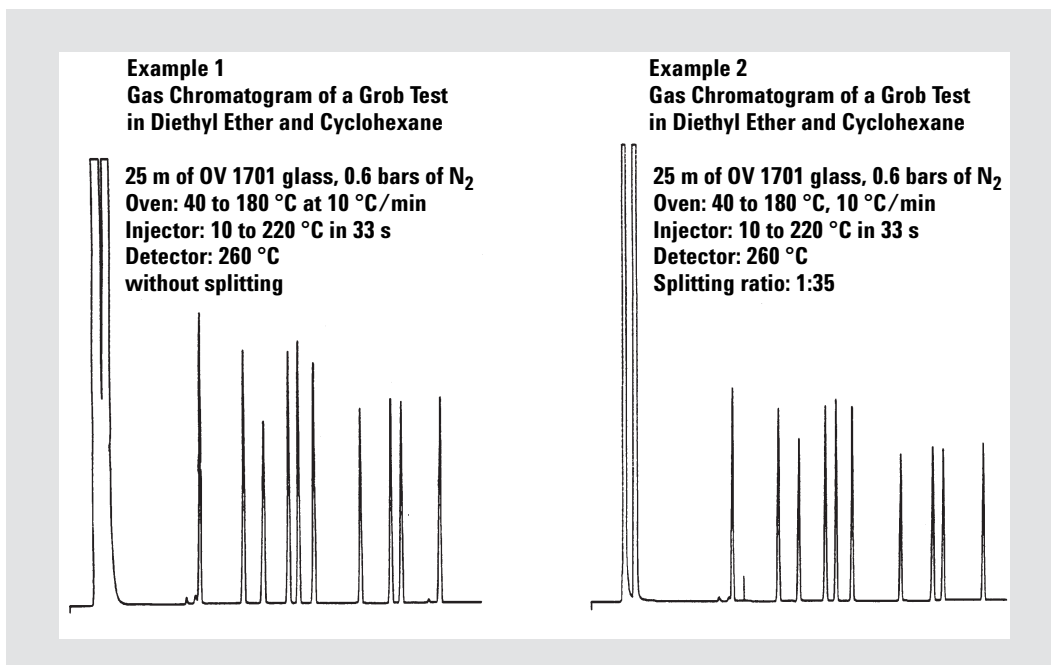 Example 1
Gas Chromatogram of a Grob Test
in Diethyl Ether and Cyclohexane
25 m of OV 1701 glass, 0.6 bars of N₂
Oven: 40 to 180 °C at 10 °C/min
Injector: 10 to 220 °C in 33 s
Detector: 260 °C
without splitting
Example 2
Gas Chromatogram of a Grob Test
in Diethyl Ether and Cyclohexane
25 m of OV 1701 glass, 0.6 bars of N₂
Oven: 40 to 180 °C, 10 °C/min
Injector: 10 to 220 °C in 33 s
Detector: 260 °C
Splitting ratio: 1:35